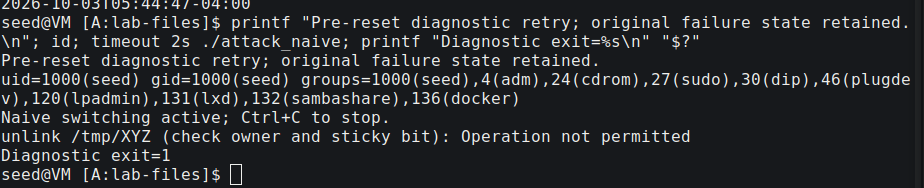 2026-10-03T05:44:47-04:00
seed@VM [A:lab-files]$ printf "Pre-reset diagnostic retry; original failure state retained.
\n"; id; timeout 2s ./attack_naive; printf "Diagnostic exit=%s\n" "$?"
Pre-reset diagnostic retry; original failure state retained.
uid=1000(seed) gid=1000(seed) groups=1000(seed),4(adm),24(cdrom),27(sudo),30(dip),46(plugde
v),120(lpadmin),131(lxd),132(sambashare),136(docker)
Naive switching active; Ctrl+C to stop.
unlink /tmp/XYZ (check owner and sticky bit): Operation not permitted
Diagnostic exit=1
seed@VM [A:lab-files]$